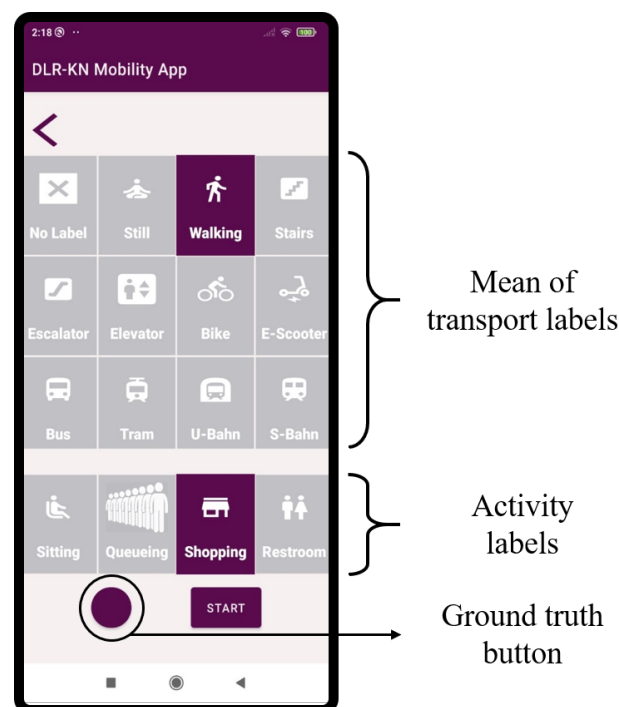 2:18
100
DLR-KN Mobility App
No Label Still Walking Stairs
Escalator Elevator Bike E-Scooter
Bus Tram U-Bahn S-Bahn
Sitting Queueing Shopping Restroom
START
Mean of
transport labels
Activity
labels
Ground truth
button